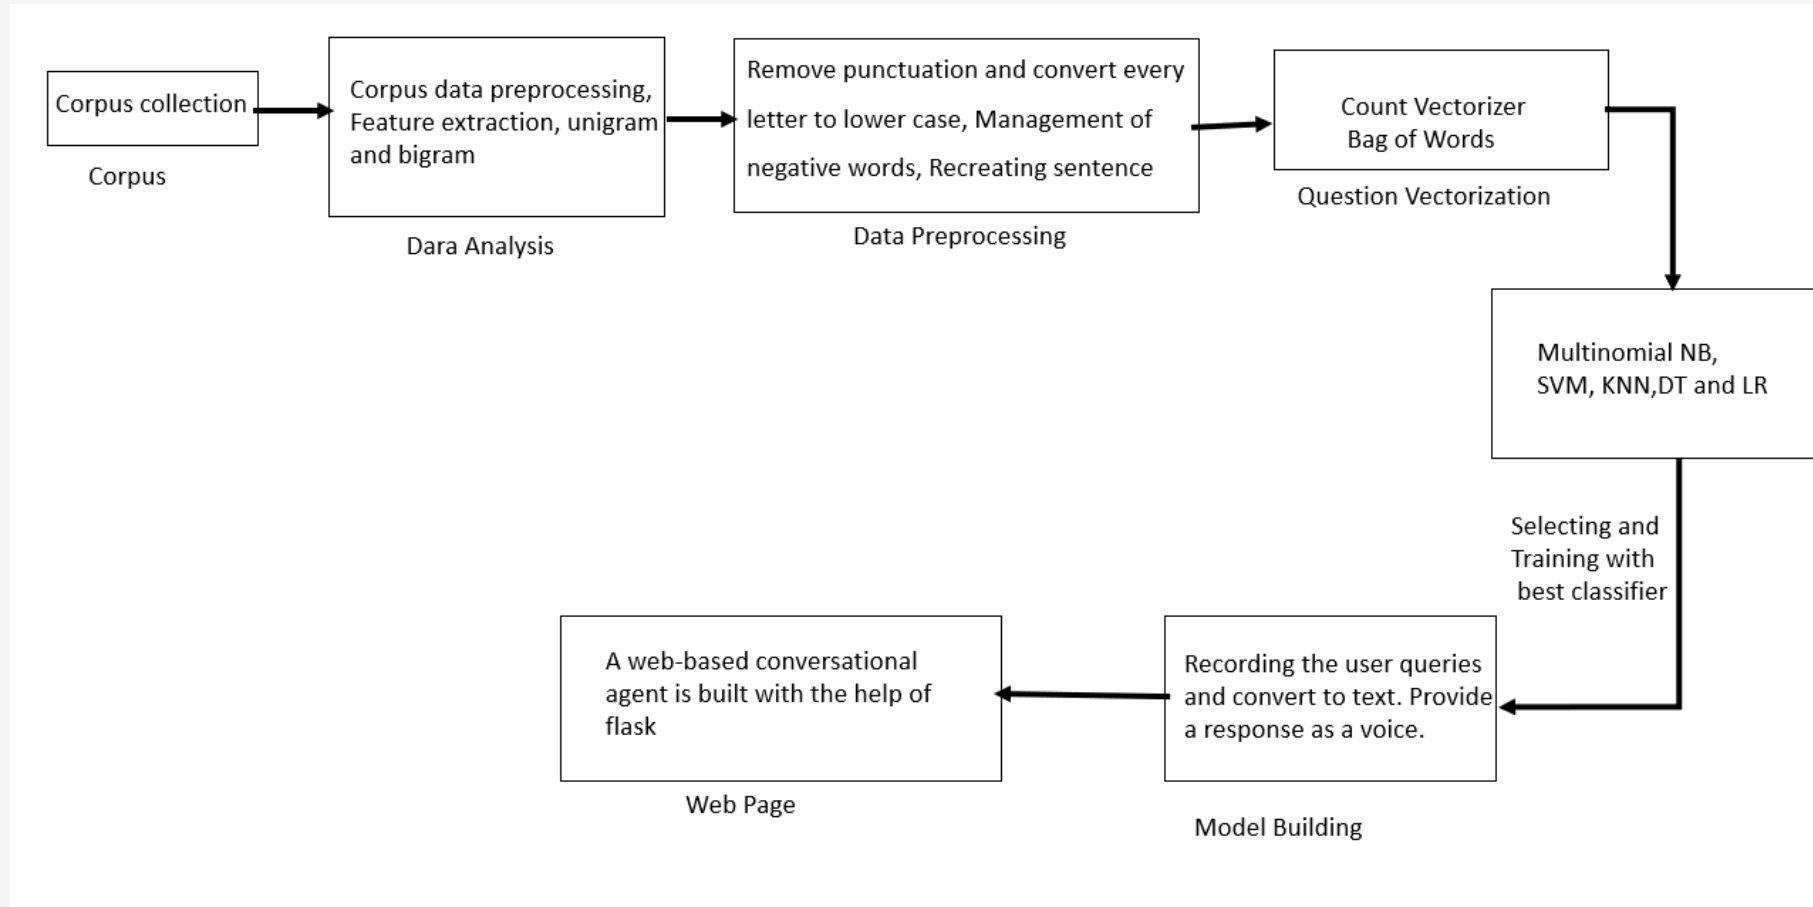 Corpus collection
Corpus
Corpus data preprocessing,
Feature extraction, unigram
and bigram
Dara Analysis
Remove punctuation and convert every
letter to lower case, Management of
negative words, Recreating sentence
Data Preprocessing
Count Vectorizer
Bag of Words
Question Vectorization
Multinomial NB,
SVM, KNN,DT and LR
Selecting and
Training with
best classifier
Recording the user queries
and convert to text. Provide
a response as a voice.
Model Building
A web-based conversational
agent is built with the help of
flask
Web Page